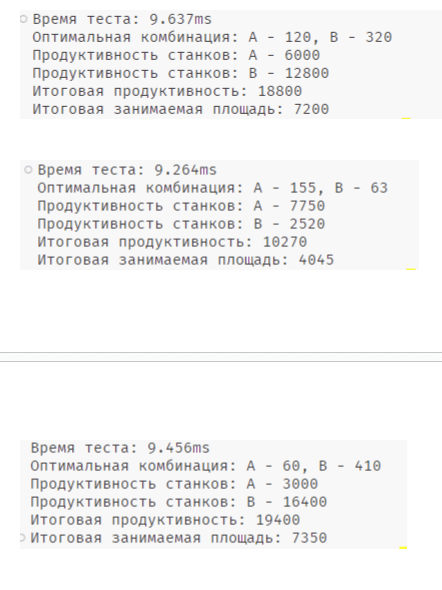 Время теста: 9.637ms
Оптимальная комбинация: A - 120, B - 320
Продуктивность станков: A - 6000
Продуктивность станков: B - 12800
Итоговая продуктивность: 18800
Итоговая занимаемая площадь: 7200
Время теста: 9.264ms
Оптимальная комбинация: A - 155, B - 63
Продуктивность станков: A - 7750
Продуктивность станков: B - 2520
Итоговая продуктивность: 10270
Итоговая занимаемая площадь: 4045
Время теста: 9.456ms
Оптимальная комбинация: A - 60, B - 410
Продуктивность станков: A - 3000
Продуктивность станков: B - 16400
Итоговая продуктивность: 19400
Итоговая занимаемая площадь: 7350